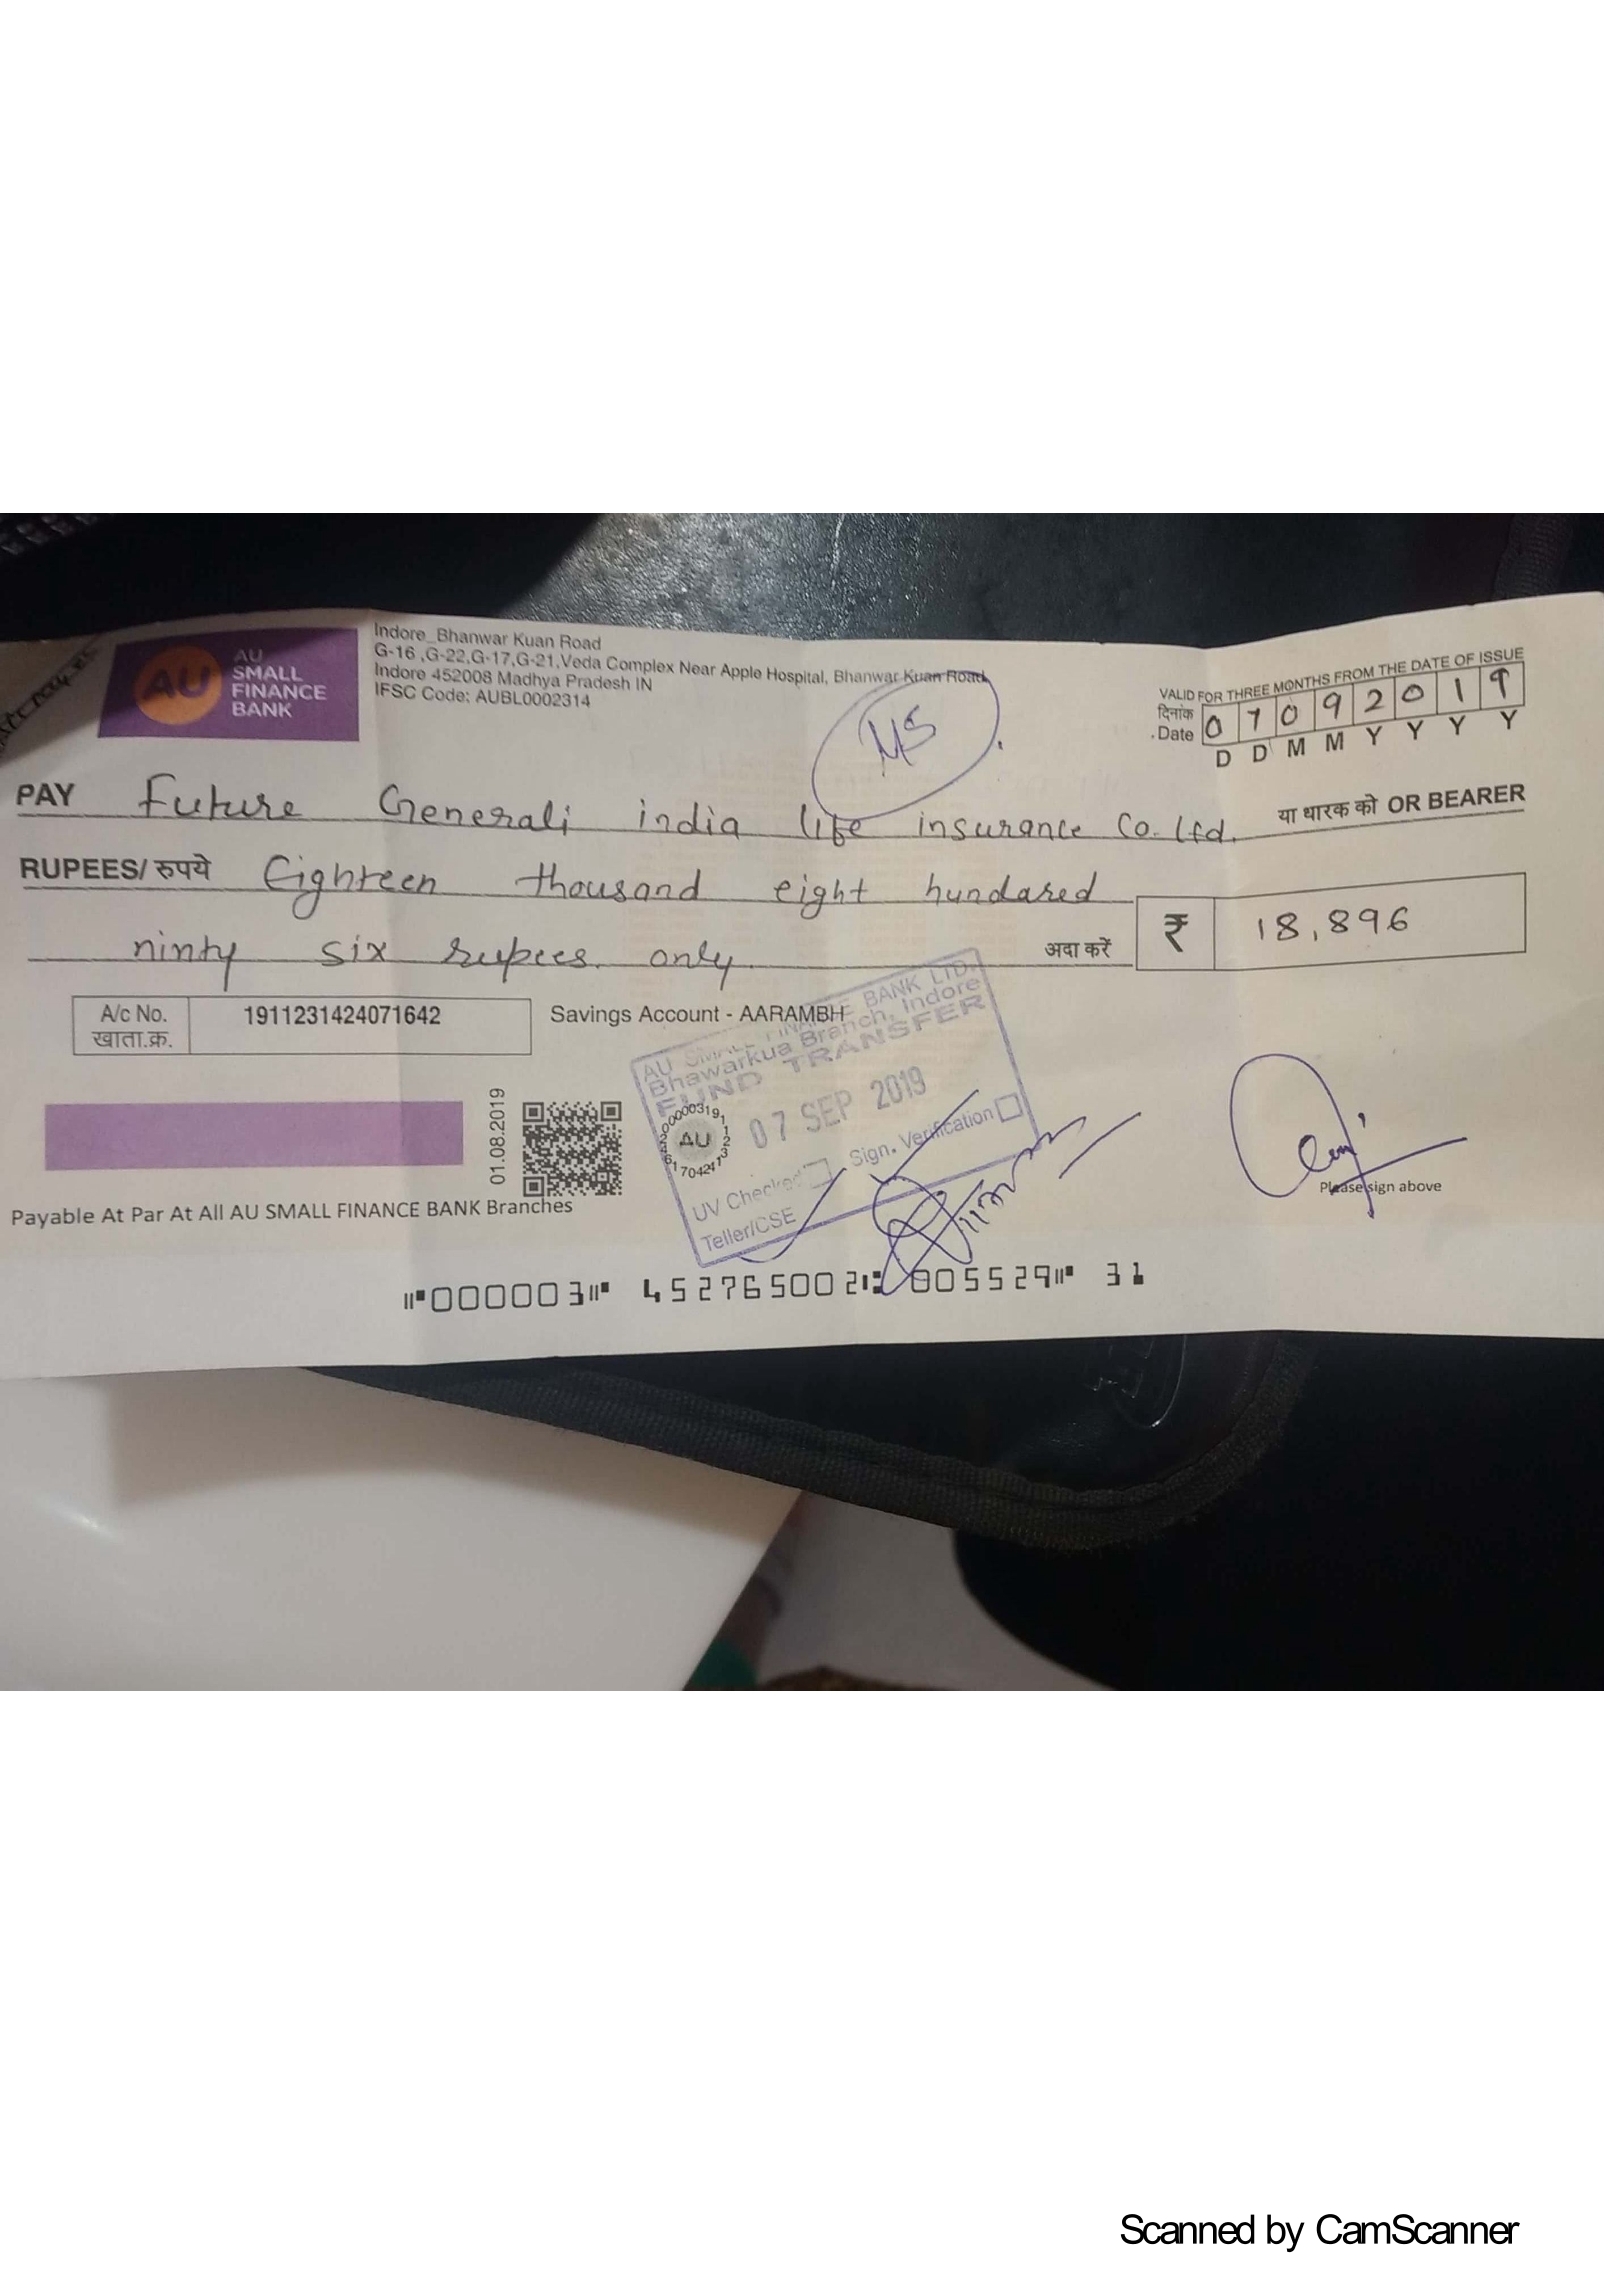 A/C PAYEE
AU
AU
SMALL
FINANCE
BANK
Indore_Bhanwar Kuan Road
G-16 ,G-22,G-17,G-21,Veda Complex Near Apple Hospital, Bhanwar Kuan Road,
Indore 452008 Madhya Pradesh IN
IFSC Code: AUBL0002314
MS
VALID FOR THREE MONTHS FROM THE DATE OF ISSUE
दिनांक
Date 0 7 0 9 2 0 1 9
D D M M Y Y Y Y
PAY Future Generali india life insurance Co. Ltd. या धारक को OR BEARER
RUPEES/ रुपये Eighteen thousand eight hundared
ninty six rupees. only. अदा करें ₹ 18,896
A/c No. 1911231424071642 Savings Account - AARAMBH
खाता.क्र.
AU SMALL FINANCE BANK LTD.
Bhawarkua Branch, Indore
FUND TRANSFER
07 SEP 2019
UV Checked Sign. Verification
Teller/CSE
01.08.2019
AU
Please sign above
Payable At Par At All AU SMALL FINANCE BANK Branches
⑈000003⑈ 452765002⑆ 005529⑈ 31
Scanned by CamScanner